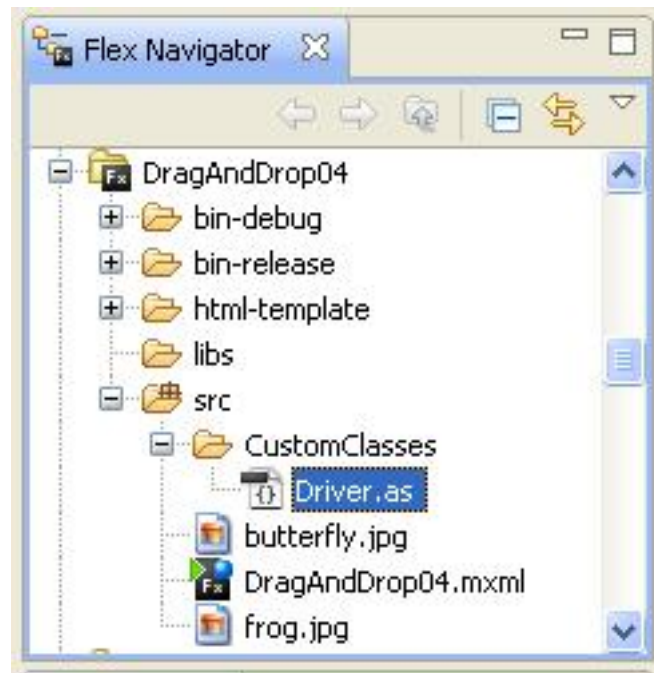 Flex Navigator
DragAndDrop04
bin-debug
bin-release
html-template
libs
src
CustomClasses
Driver.as
butterfly.jpg
DragAndDrop04.mxml
frog.jpg